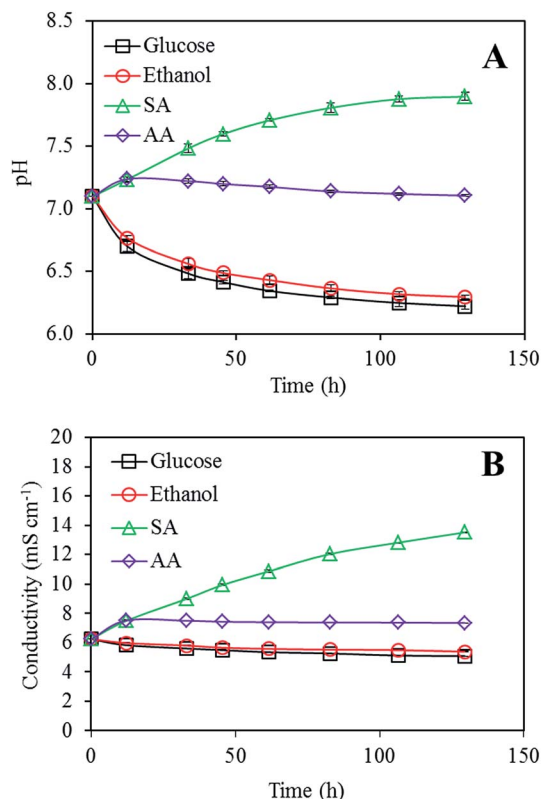 A
Glucose
Ethanol
SA
AA
8.5
8.0
7.5
7.0
6.5
6.0
pH
0
50
100
150
Time (h)
B
Glucose
Ethanol
SA
AA
20
18
16
14
12
10
8
6
4
2
0
Conductivity (mS cm⁻¹)
0
50
100
150
Time (h)